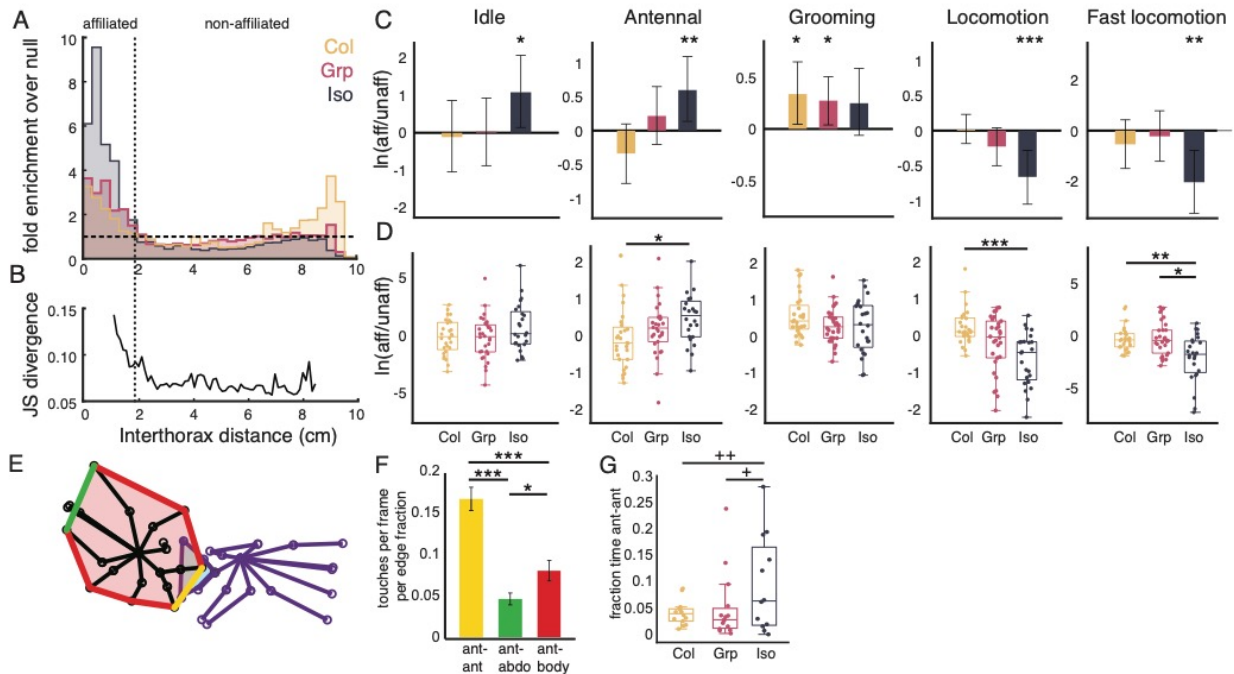 A
affiliated
non-affiliated
Col
Grp
Iso
fold enrichment over null
10
8
6
4
2
0
0 2 4 6 8 10
B
JS divergence
0.15
0.10
0.05
0 2 4 6 8 10
Interthorax distance (cm)
C
Idle
Antennal
Grooming
Locomotion
Fast locomotion
*
**
* *
***
**
ln(aff/unaff)
2
1
0
-1
-2
1
0.5
0
-0.5
-1
0.5
0
-0.5
1
0.5
0
-0.5
-1
2
0
-2
D
ln(aff/unaff)
5
0
-5
Col Grp Iso
*
2
1
0
-1
-2
Col Grp Iso
2
1
0
-1
-2
Col Grp Iso
***
2
1
0
-1
-2
Col Grp Iso
**
*
5
0
-5
Col Grp Iso
E
F
***
***
*
touches per frame
per edge fraction
0.2
0.15
0.1
0.05
0
ant- ant- ant-
ant abdo body
G
++
+
fraction time ant-ant
0.3
0.25
0.2
0.15
0.10
0.05
0
Col Grp Iso